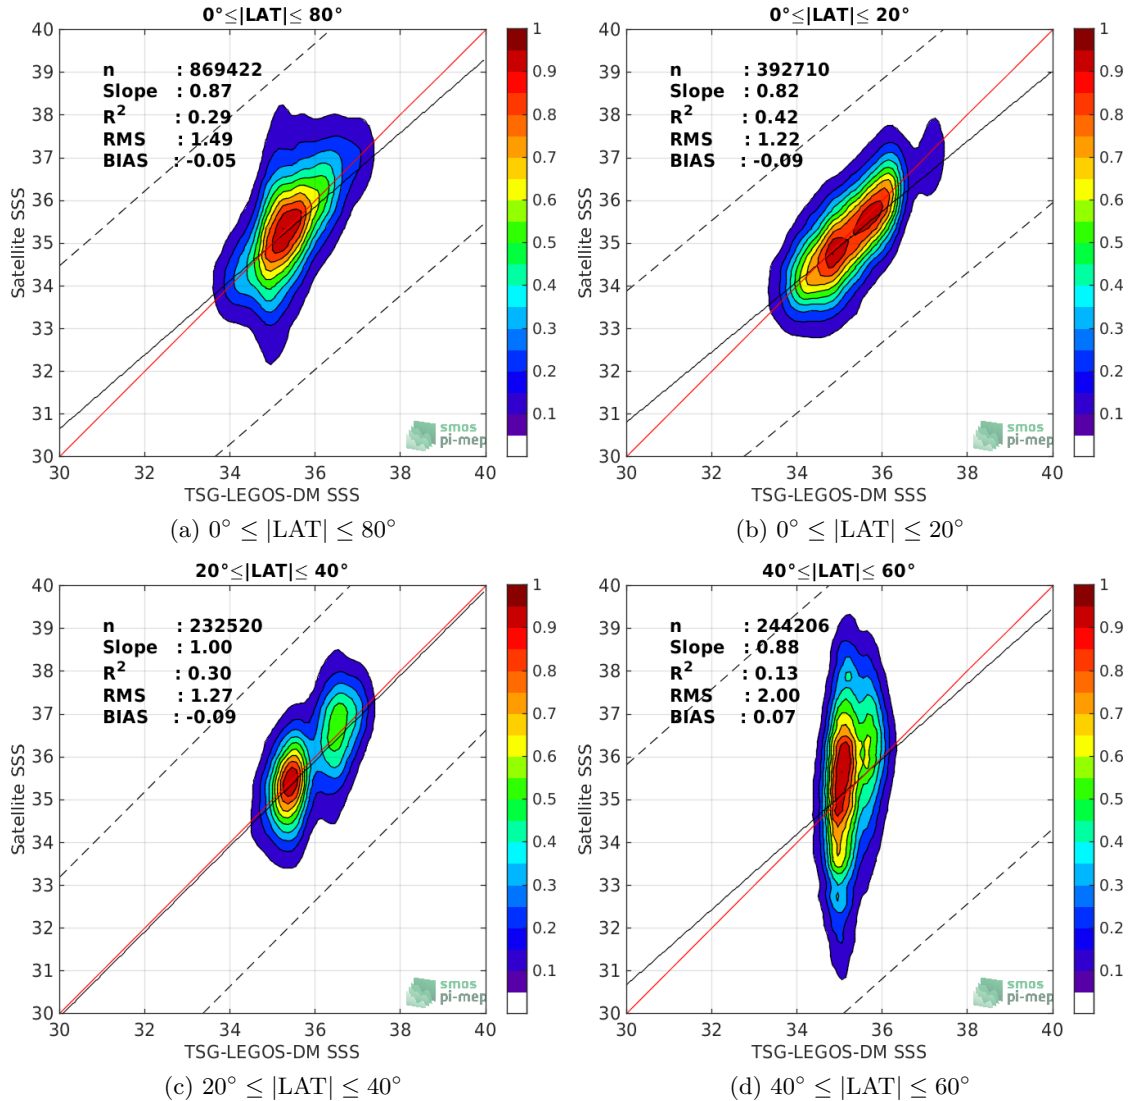 0°≤|LAT|≤ 80°
n : 869422
Slope : 0.87
R² : 0.29
RMS : 1.49
BIAS : -0.05
40
39
38
37
36
35
34
33
32
31
30
Satellite SSS
30 32 34 36 38 40
TSG-LEGOS-DM SSS
1
0.9
0.8
0.7
0.6
0.5
0.4
0.3
0.2
0.1
smos
pi-mep
(a) 0° ≤ |LAT| ≤ 80°
0°≤|LAT|≤ 20°
n : 392710
Slope : 0.82
R² : 0.42
RMS : 1.22
BIAS : -0.09
40
39
38
37
36
35
34
33
32
31
30
Satellite SSS
30 32 34 36 38 40
TSG-LEGOS-DM SSS
1
0.9
0.8
0.7
0.6
0.5
0.4
0.3
0.2
0.1
smos
pi-mep
(b) 0° ≤ |LAT| ≤ 20°
20°≤|LAT|≤ 40°
n : 232520
Slope : 1.00
R² : 0.30
RMS : 1.27
BIAS : -0.09
40
39
38
37
36
35
34
33
32
31
30
Satellite SSS
30 32 34 36 38 40
TSG-LEGOS-DM SSS
1
0.9
0.8
0.7
0.6
0.5
0.4
0.3
0.2
0.1
smos
pi-mep
(c) 20° ≤ |LAT| ≤ 40°
40°≤|LAT|≤ 60°
n : 244206
Slope : 0.88
R² : 0.13
RMS : 2.00
BIAS : 0.07
40
39
38
37
36
35
34
33
32
31
30
Satellite SSS
30 32 34 36 38 40
TSG-LEGOS-DM SSS
1
0.9
0.8
0.7
0.6
0.5
0.4
0.3
0.2
0.1
smos
pi-mep
(d) 40° ≤ |LAT| ≤ 60°